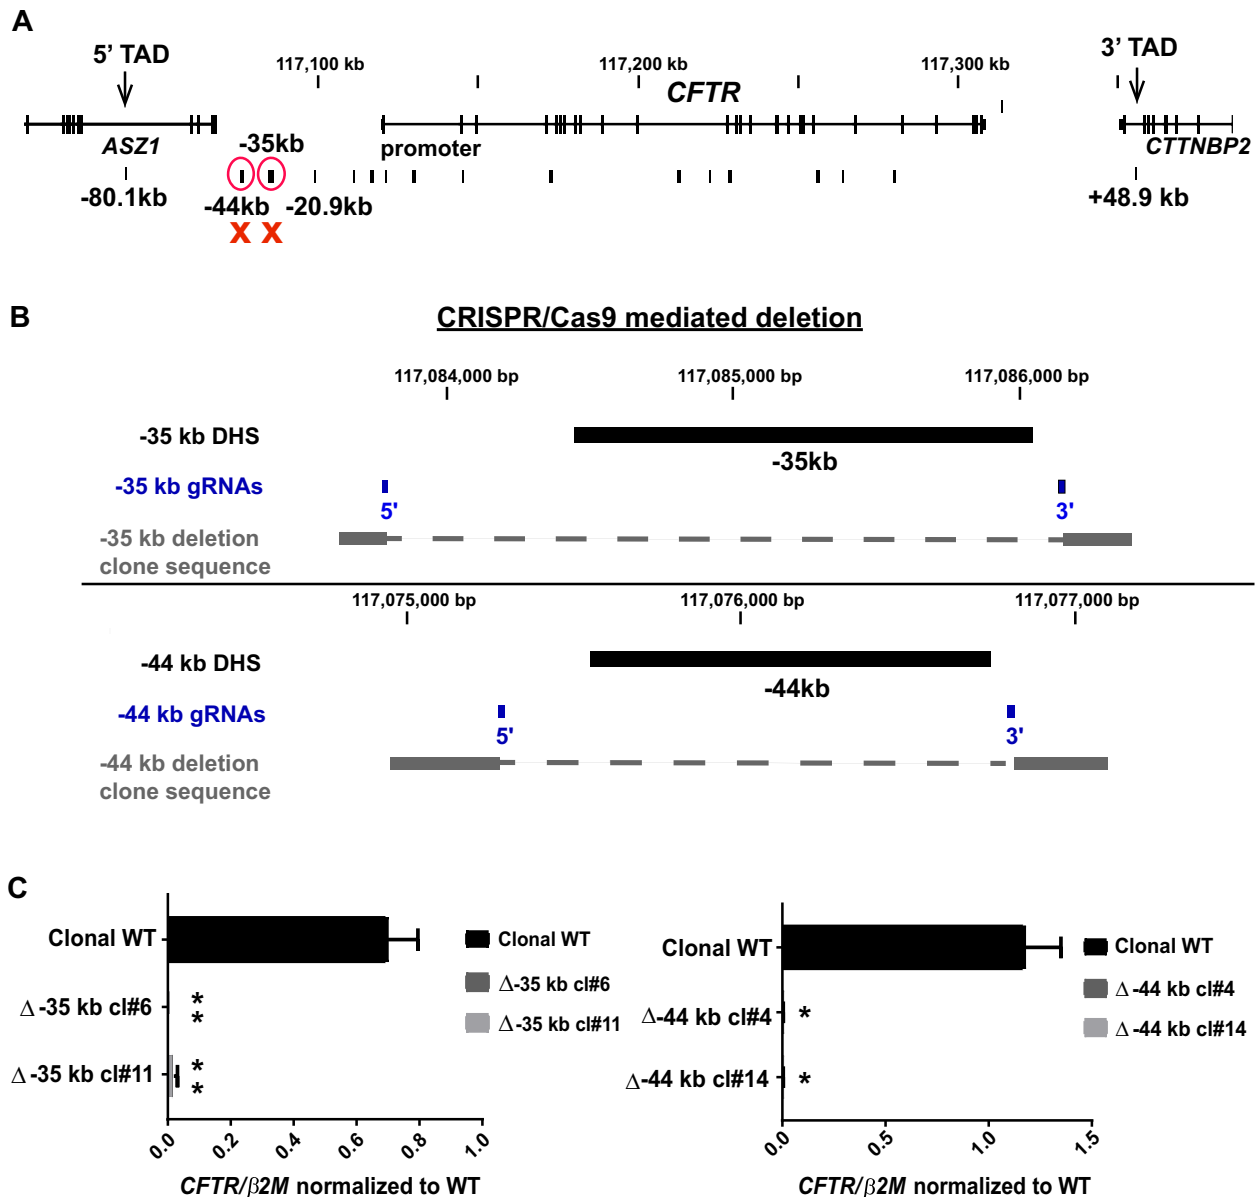 A
5’ TAD
3’ TAD
117,100 kb
117,200 kb
117,300 kb
CFTR
ASZ1
-35kb
promoter
CTTNBP2
-80.1kb
-44kb
-20.9kb
+48.9 kb
X X
B
CRISPR/Cas9 mediated deletion
117,084,000 bp
117,085,000 bp
117,086,000 bp
-35 kb DHS
-35kb
-35 kb gRNAs
5'
3'
-35 kb deletion
clone sequence
117,075,000 bp
117,076,000 bp
117,077,000 bp
-44 kb DHS
-44kb
-44 kb gRNAs
5'
3'
-44 kb deletion
clone sequence
C
Clonal WT
Δ-35 kb cl#6
**
Δ-35 kb cl#11
**
0.0 0.2 0.4 0.6 0.8 1.0
CFTR/β2M normalized to WT
Clonal WT
Δ-35 kb cl#6
Δ-35 kb cl#11
Clonal WT
Δ-44 kb cl#4
*
Δ-44 kb cl#14
*
0.0 0.5 1.0 1.5
CFTR/β2M normalized to WT
Clonal WT
Δ-44 kb cl#4
Δ-44 kb cl#14